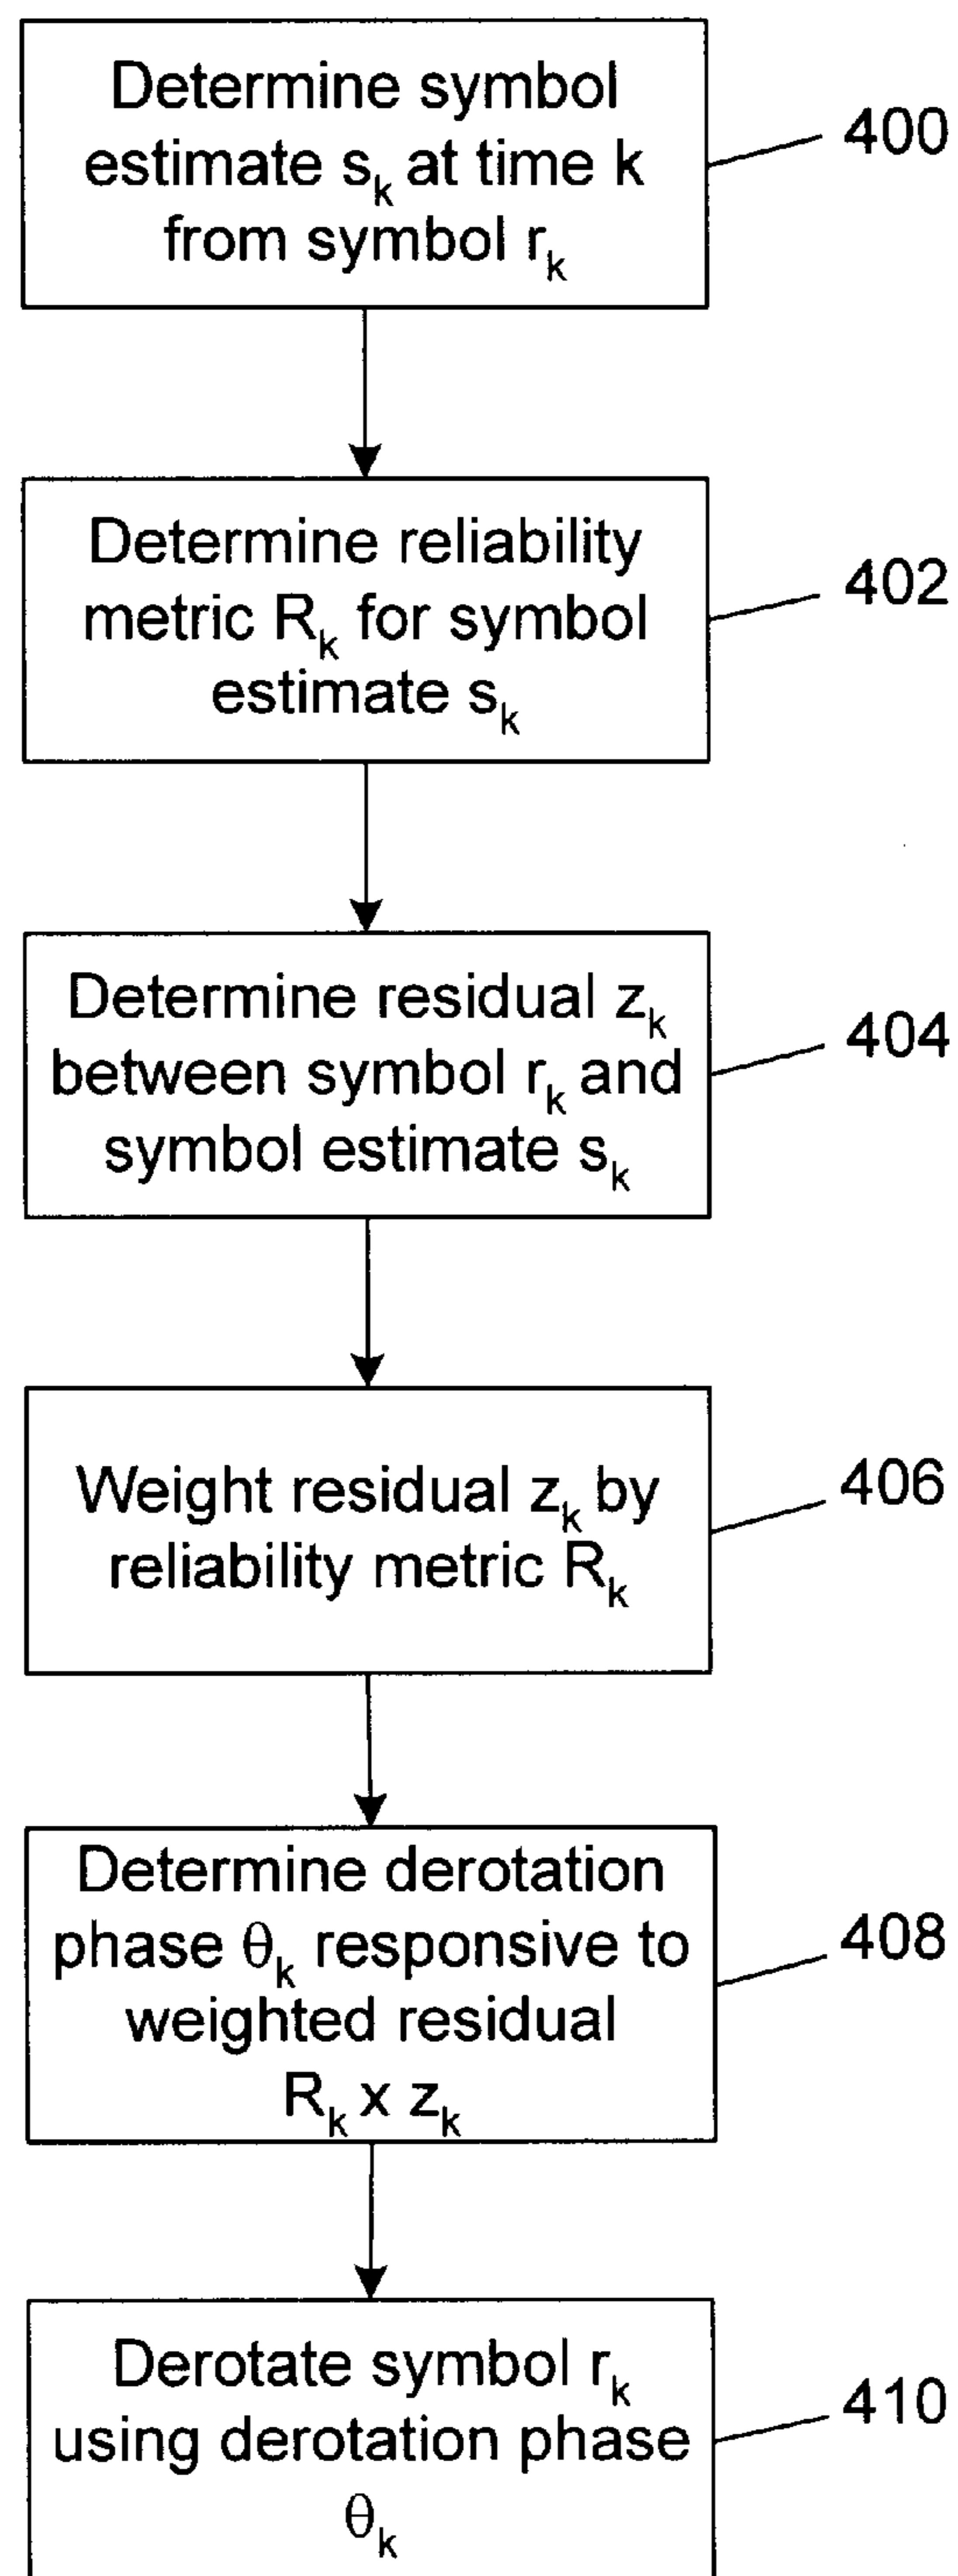 Determine symbol
estimate sₖ at time k
from symbol rₖ
400
Determine reliability
metric Rₖ for symbol
estimate sₖ
402
Determine residual zₖ
between symbol rₖ and
symbol estimate sₖ
404
Weight residual zₖ by
reliability metric Rₖ
406
Determine derotation
phase θₖ responsive to
weighted residual
Rₖ x zₖ
408
Derotate symbol rₖ
using derotation phase
θₖ
410